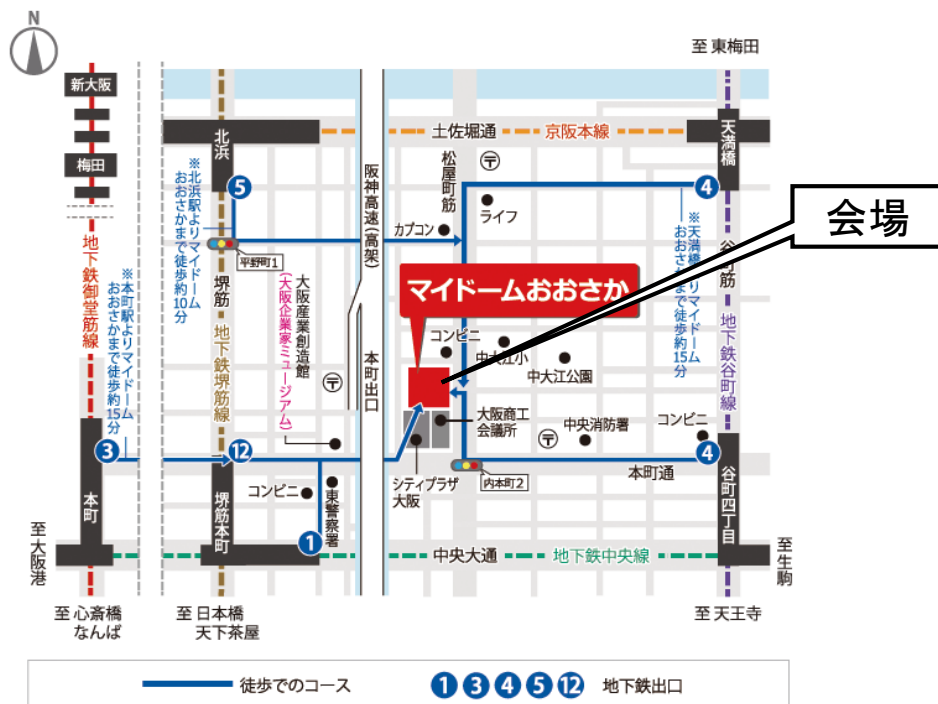 N
至 東梅田
新大阪
梅田
地下鉄御堂筋線
※本町駅よりマイドーム
おおさかまで徒歩約15分
3
本町
至大阪港
至 心斎橋
なんば
北浜
5
※北浜駅よりマイドーム
おおさかまで徒歩約10分
平野町1
堺筋
地下鉄堺筋線
12
堺筋本町
至 日本橋
天下茶屋
大阪産業創造館
(大阪企業家ミュージアム)
〒
コンビニ
東警察署
1
阪神高速(高架)
本町出口
土佐堀通
京阪本線
松屋町筋
〒
ライフ
カプコン
マイドームおおさか
コンビニ
中大江小
中大江公園
大阪商工
会議所
〒
中央消防署
コンビニ
シティプラザ
大阪
内本町2
本町通
4
中央大通
地下鉄中央線
天満橋
4
※天満橋よりマイドーム
おおさかまで徒歩約15分
谷町筋
地下鉄谷町線
谷町四丁目
至生駒
至 天王寺
会場
徒歩でのコース
1 3 4 5 12 地下鉄出口